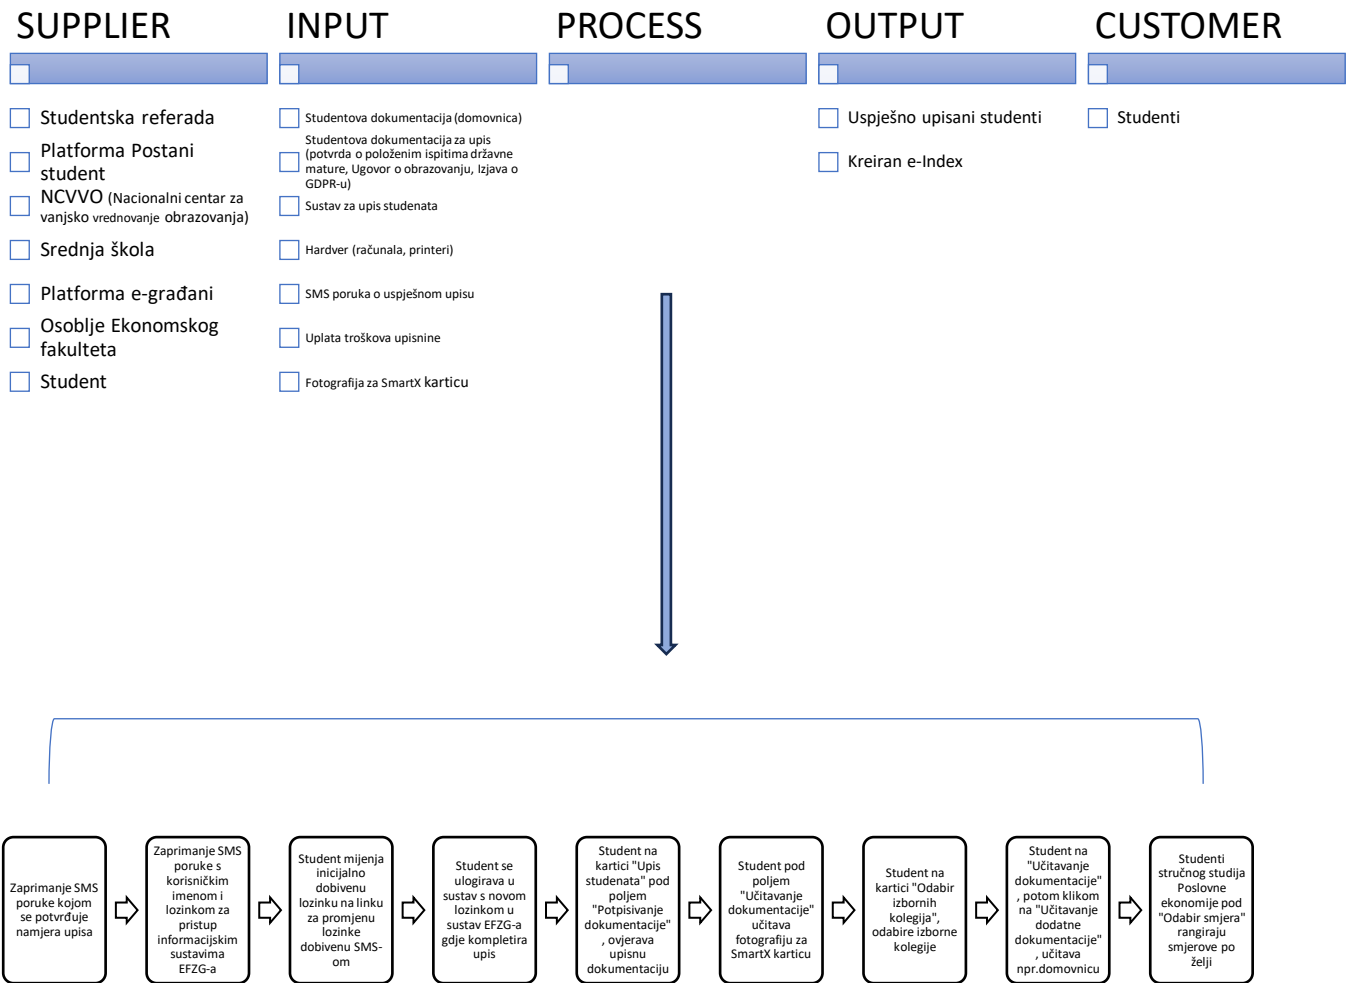 SUPPLIER
INPUT
PROCESS
OUTPUT
CUSTOMER
Studentska referada
Platforma Postani
student
NCVVO (Nacionalni centar za
vanjsko vrednovanje obrazovanja)
Srednja škola
Platforma e-građani
Osoblje Ekonomskog
fakulteta
Student
Studentova dokumentacija (domovnica)
Studentova dokumentacija za upis
(potvrda o položenim ispitima državne
mature, Ugovor o obrazovanju, Izjava o
GDPR-u)
Sustav za upis studenata
Hardver (računala, printeri)
SMS poruka o uspješnom upisu
Uplata troškova upisnine
Fotografija za SmartX karticu
Uspješno upisani studenti
Kreiran e-Index
Studenti
Zaprimanje SMS
poruke kojom
se potvrđuje
namjera upisa
Zaprimanje SMS
poruke s
korisničkim
imenom i
lozinkom za
pristup
informacijskim
sustavima
EFZG-a
Student mijenja
inicijalno
dobivenu
lozinku na linku
za promjenu
lozinke
dobivenu SMS-
om
Student se
ulogirava u
sustav s novom
lozinkom u
sustav EFZG-a
gdje kompletira
upis
Student na
kartici "Upis
studenata" pod
poljem
"Potpisivanje
dokumentacije"
, ovjerava
upisnu
dokumentaciju
Student pod
poljem
"Učitavanje
dokumentacije"
učitava
fotografiju za
SmartX karticu
Student na
kartici "Odabir
izbornih
kolegija",
odabire izborne
kolegije
Student na
"Učitavanje
dokumentacije"
, potom klikom
na "Učitavanje
dodatne
dokumentacije"
, učitava
npr.domovnicu
Studenti
stručnog studija
Poslovne
ekonomije pod
"Odabir smjera"
rangiraju
smjerove po
želji